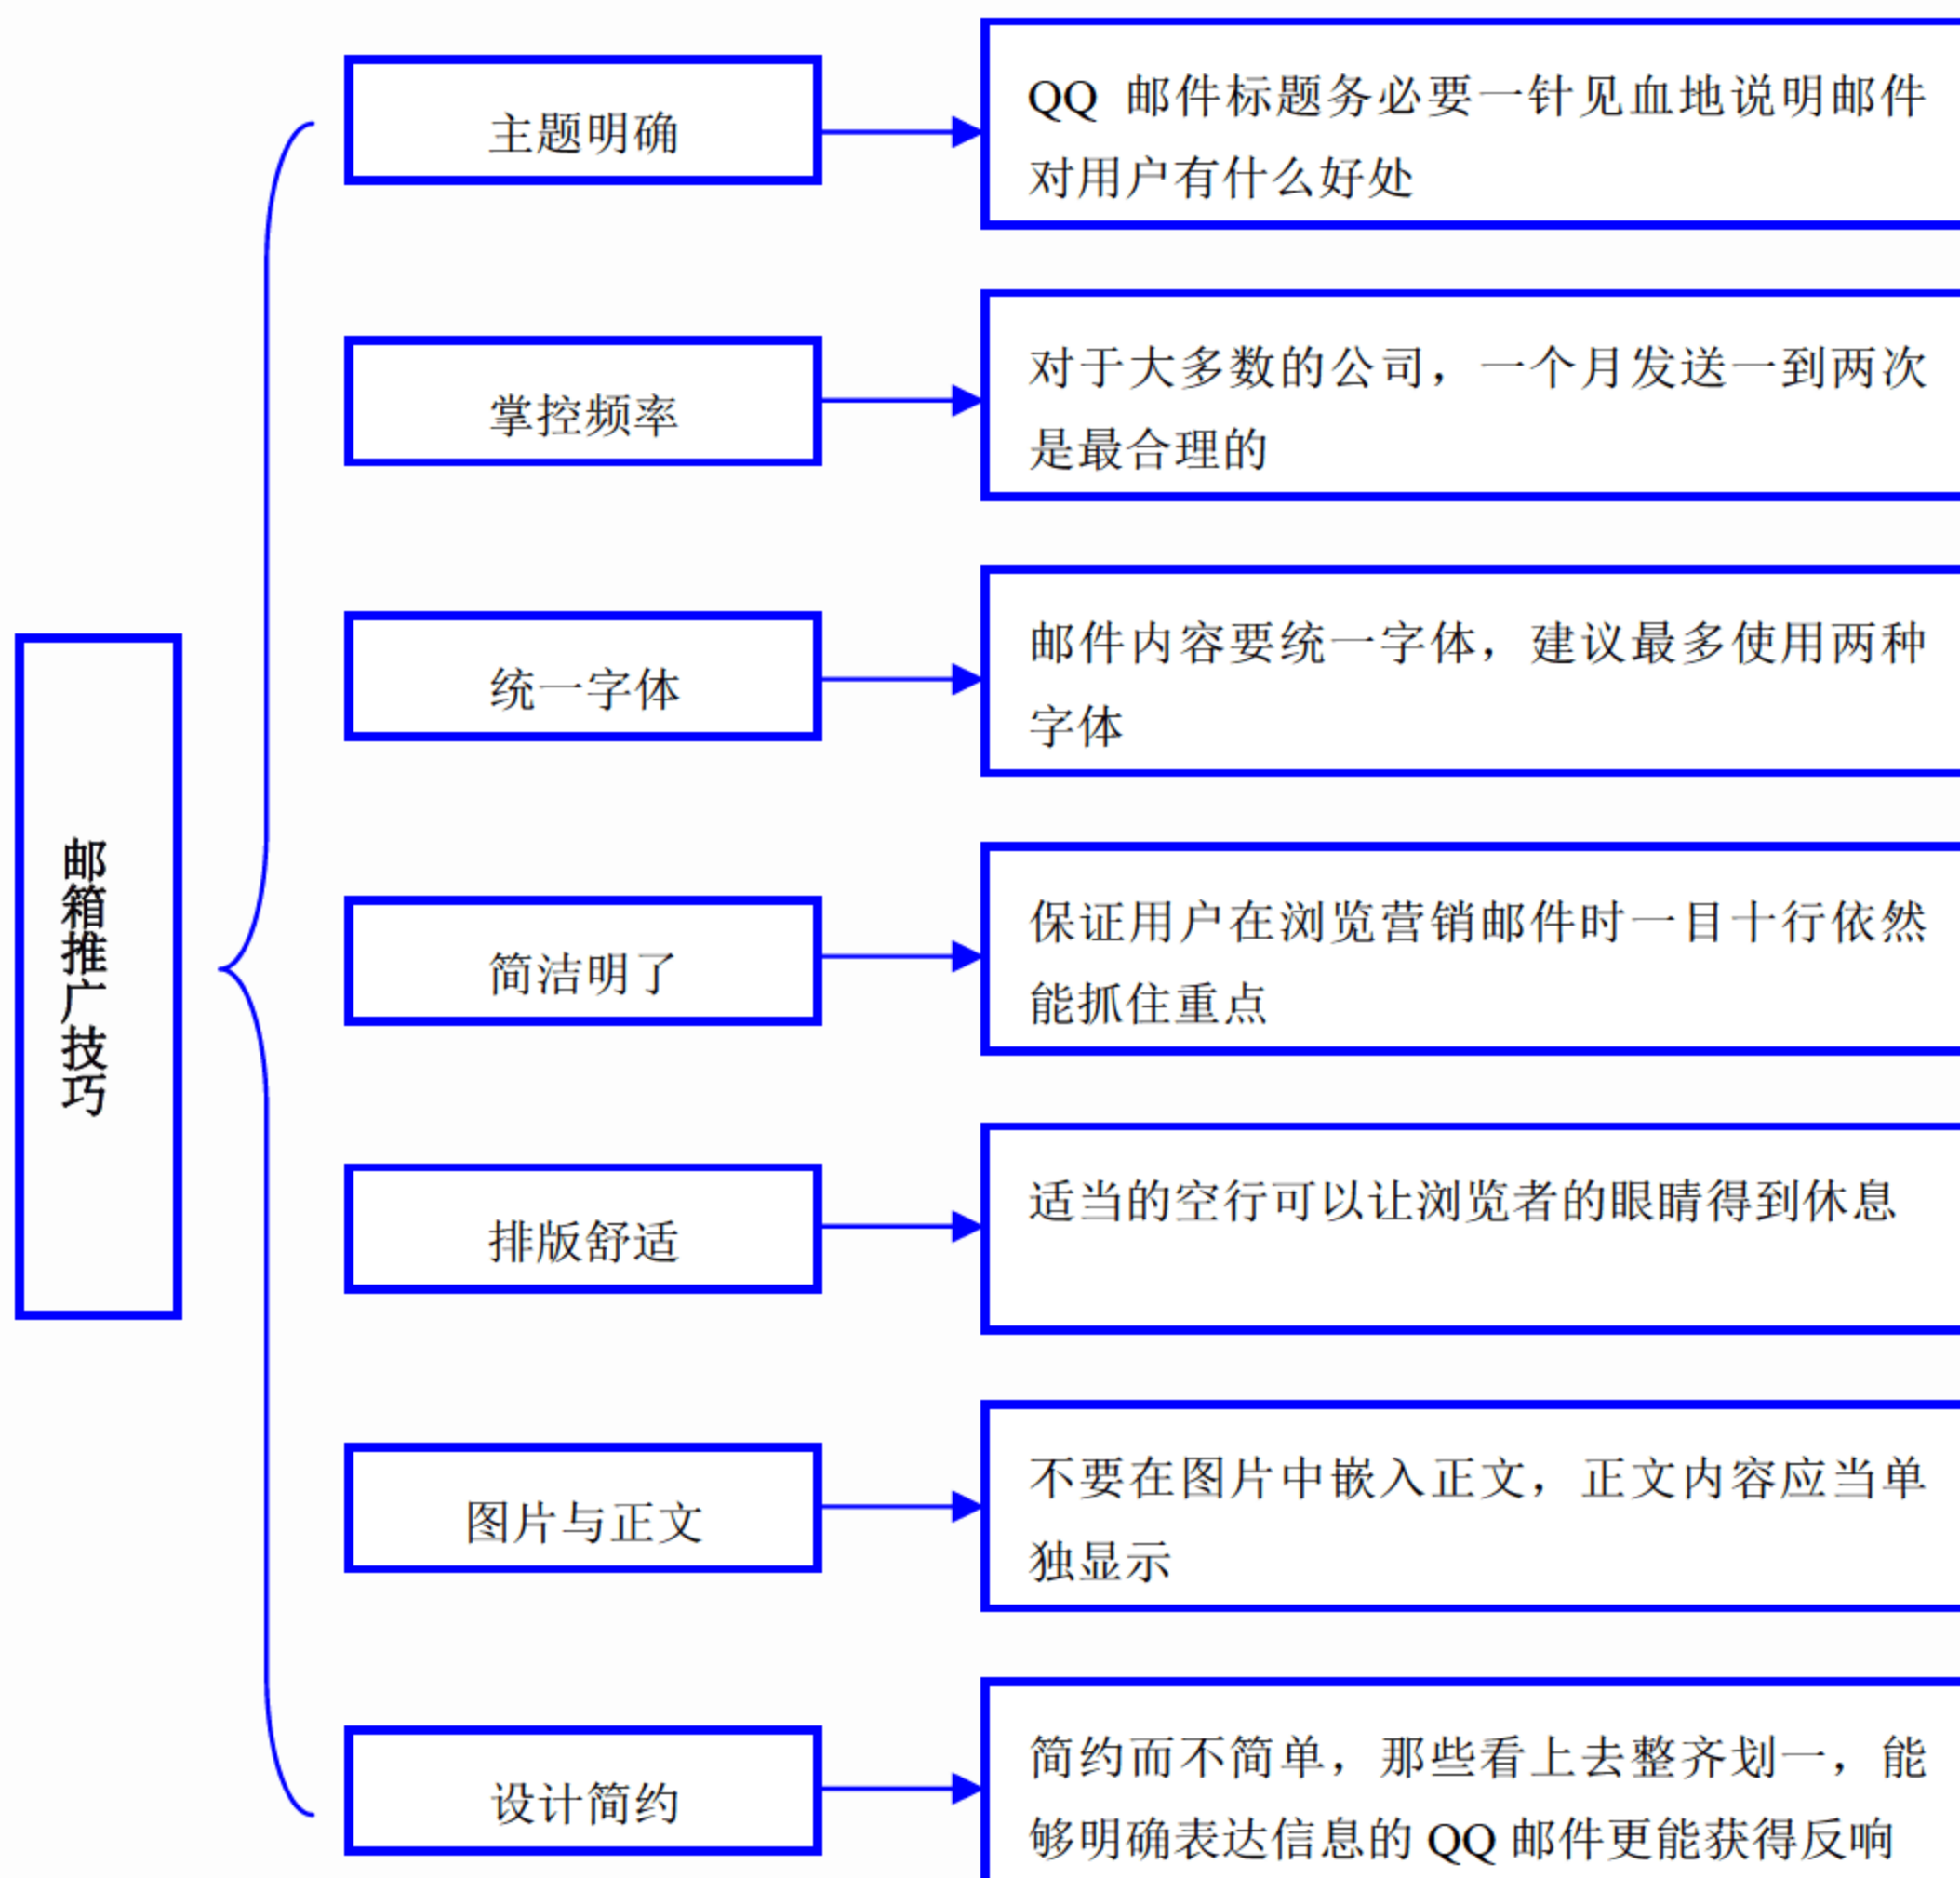 邮箱推广技巧
主题明确
QQ 邮件标题务必要一针见血地说明邮件
对用户有什么好处
掌控频率
对于大多数的公司，一个月发送一到两次
是最合理的
统一字体
邮件内容要统一字体，建议最多使用两种
字体
简洁明了
保证用户在浏览营销邮件时一目十行依然
能抓住重点
排版舒适
适当的空行可以让浏览者的眼睛得到休息
图片与正文
不要在图片中嵌入正文，正文内容应当单
独显示
设计简约
简约而不简单，那些看上去整齐划一，能
够明确表达信息的 QQ 邮件更能获得反响